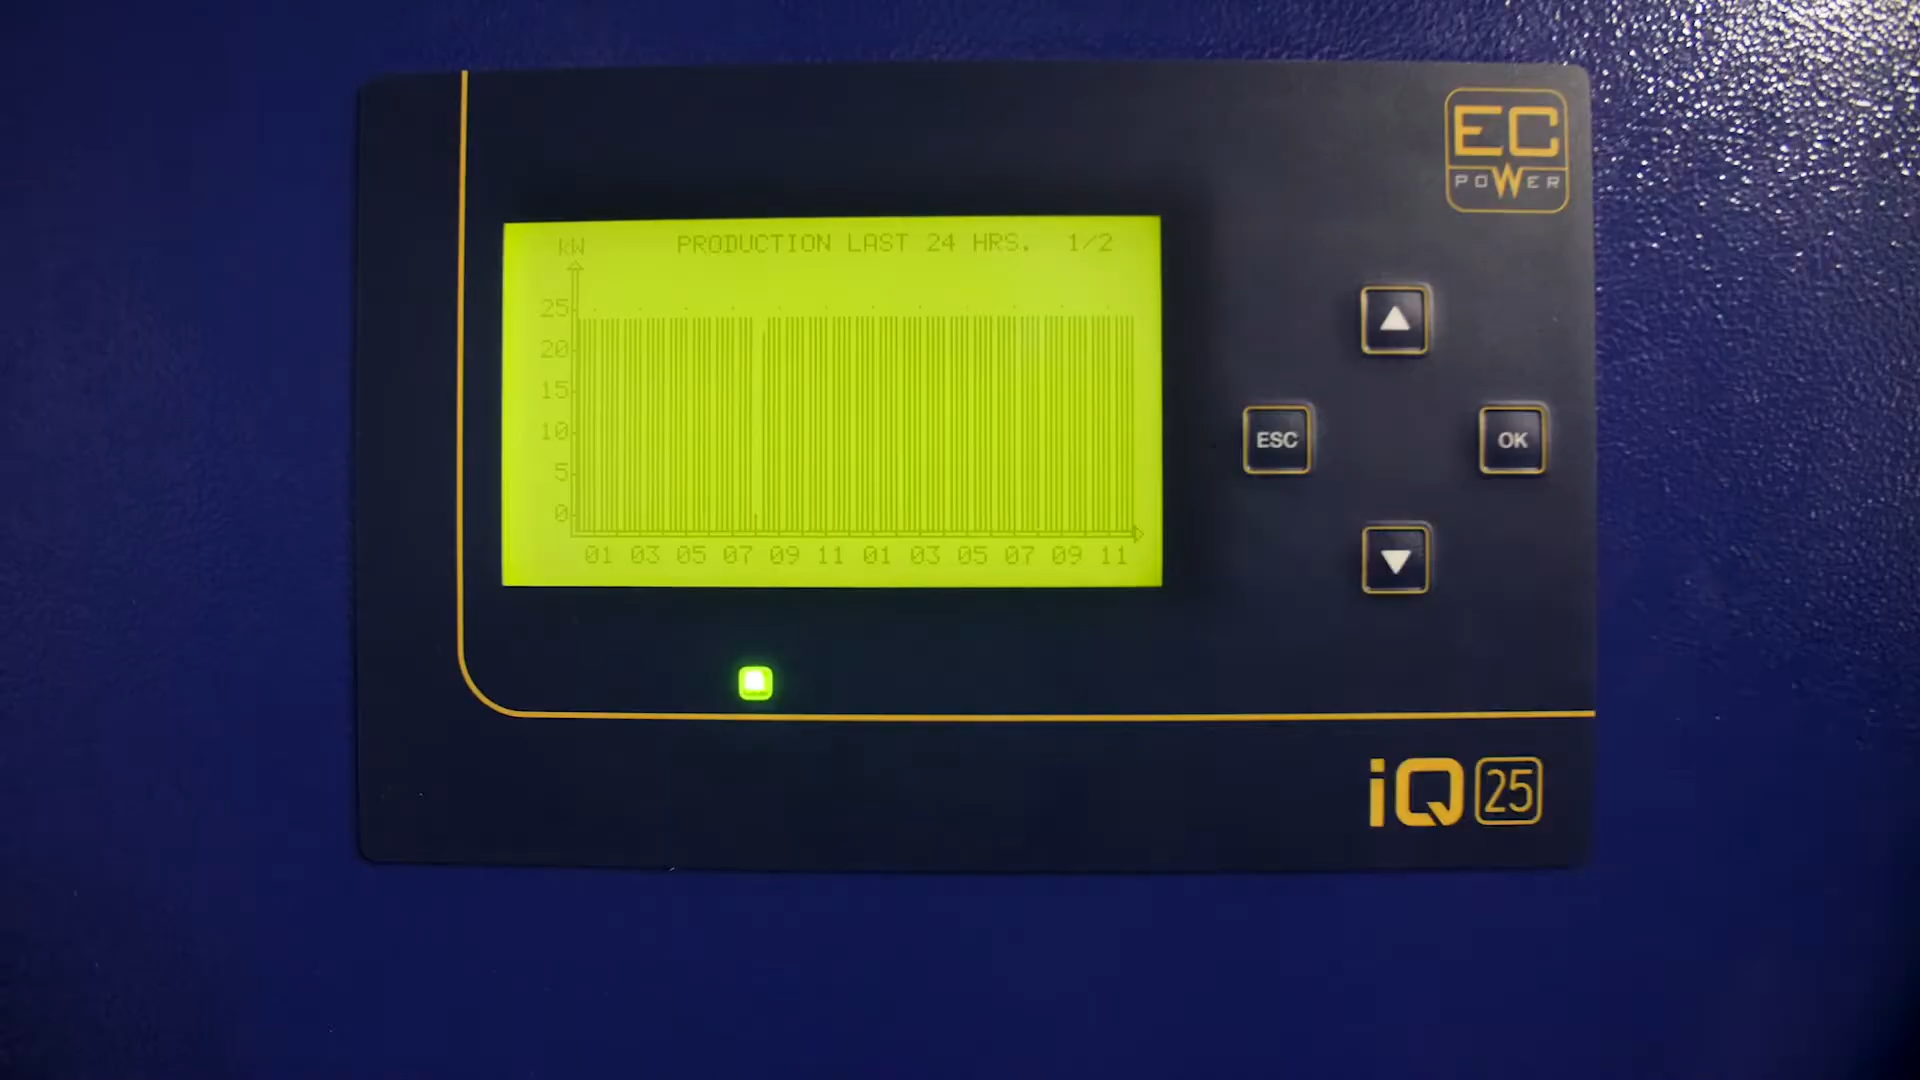 EC
POWER
kW PRODUCTION LAST 24 HRS. 1/2
25
20
15
10
5
0
01 03 05 07 09 11 01 03 05 07 09 11
ESC
OK
iQ 25